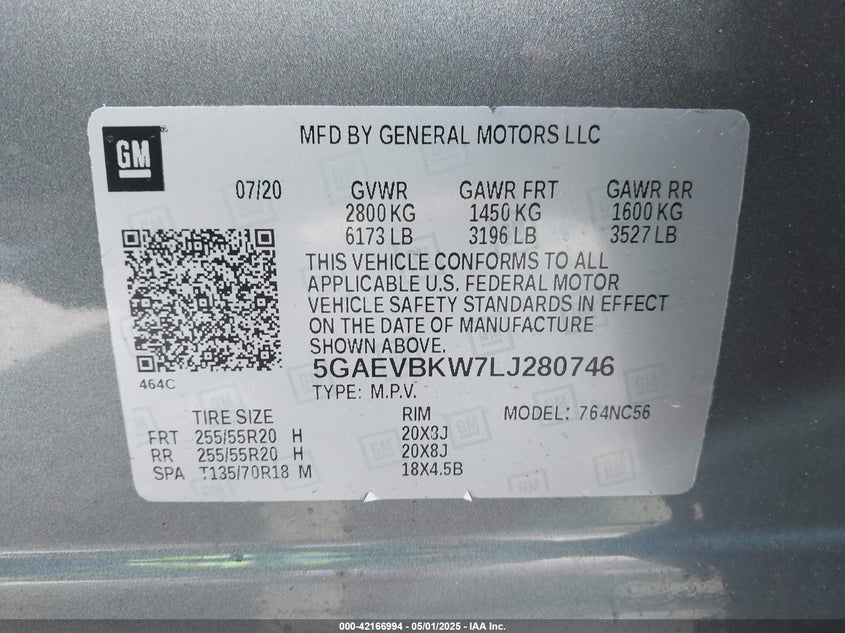 GM
MFD BY GENERAL MOTORS LLC
07/20 GVWR GAWR FRT GAWR RR
2800 KG 1450 KG 1600 KG
6173 LB 3196 LB 3527 LB
THIS VEHICLE CONFORMS TO ALL
APPLICABLE U.S. FEDERAL MOTOR
VEHICLE SAFETY STANDARDS IN EFFECT
ON THE DATE OF MANUFACTURE
SHOWN ABOVE.
464C
5GAEVBKW7LJ280746
TYPE: M.P.V.
TIRE SIZE RIM MODEL: 764NC56
FRT 255/55R20 H 20X8J
RR 255/55R20 H 20X8J
SPA T135/70R18 M 18X4.5B
000-42166994 - 05/01/2025 - IAA Inc.